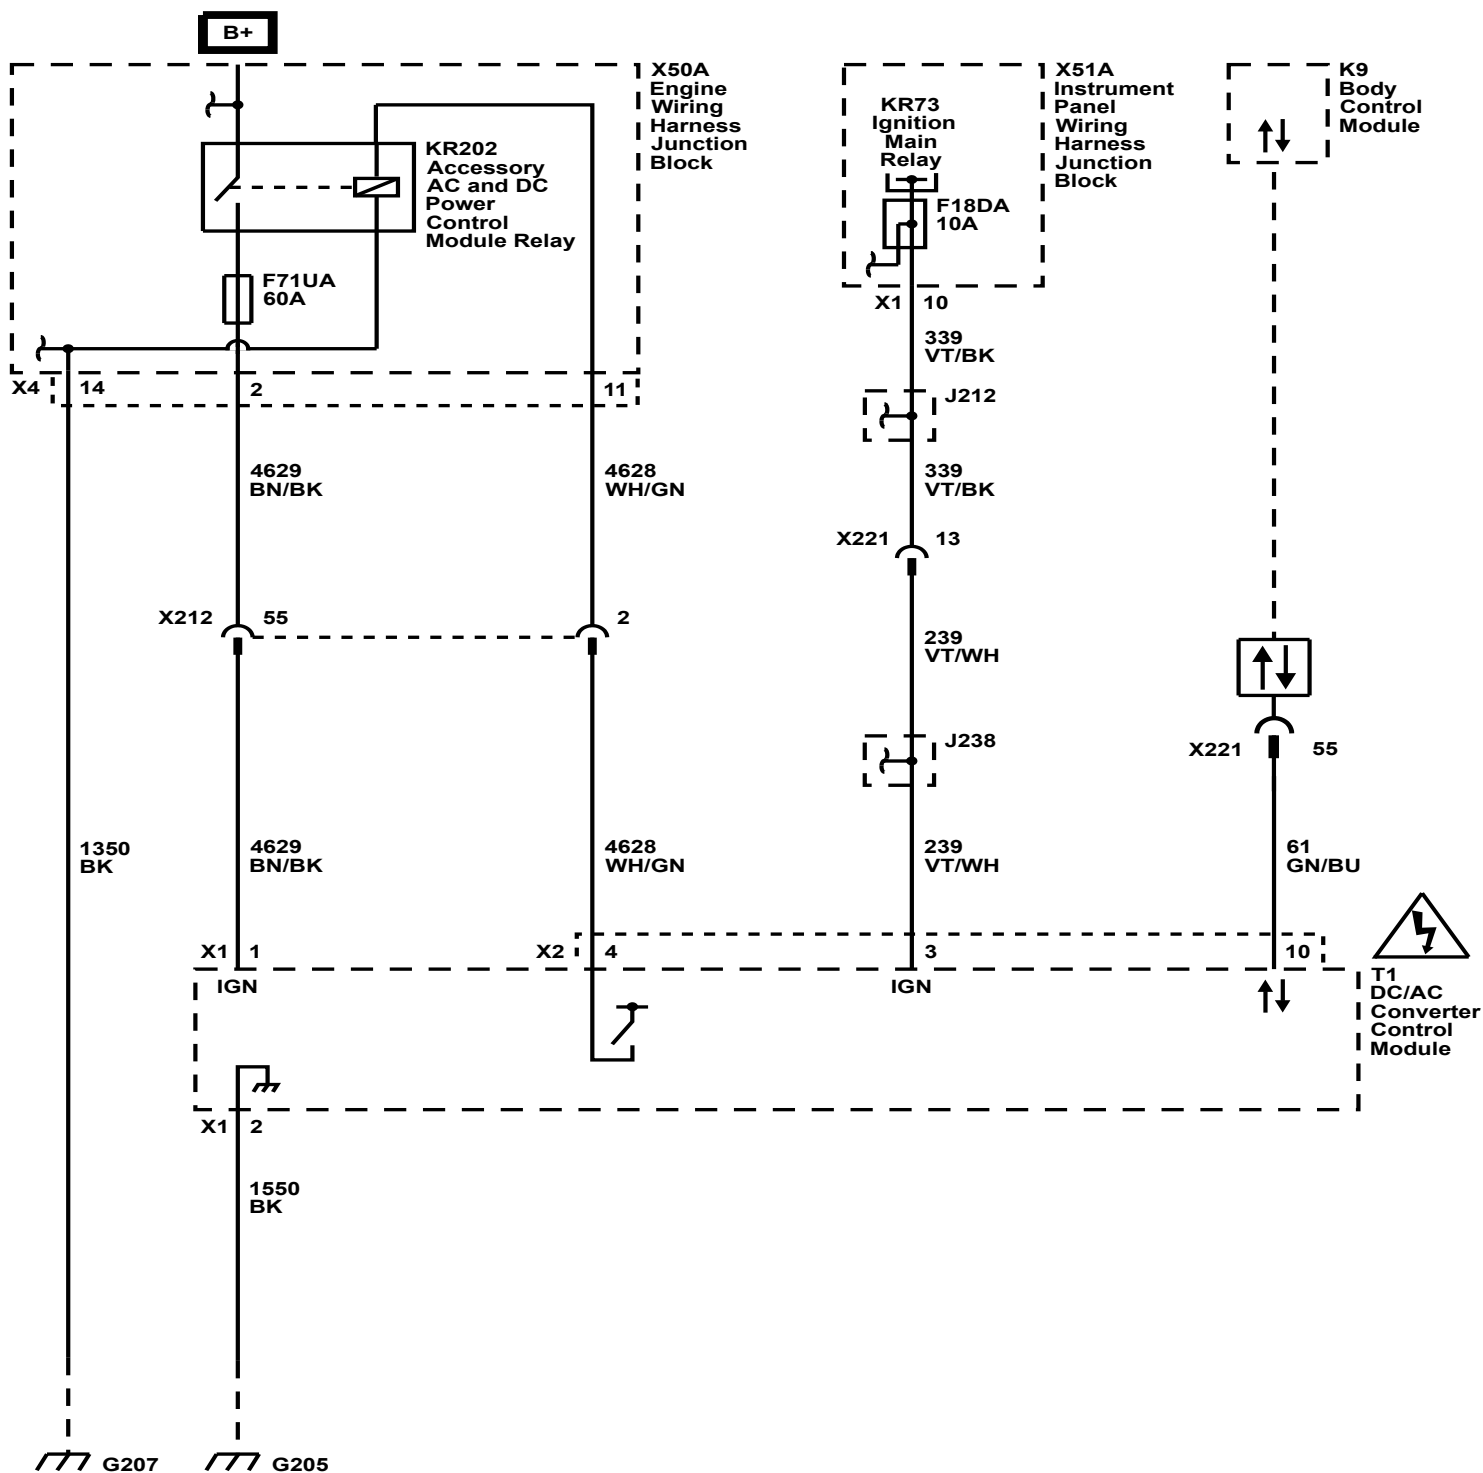 B+
X50A
Engine
Wiring
Harness
Junction
Block
KR202
Accessory
AC and DC
Power
Control
Module Relay
F71UA
60A
X51A
Instrument
Panel
Wiring
Harness
Junction
Block
KR73
Ignition
Main
Relay
F18DA
10A
K9
Body
Control
Module
X1 10
339
VT/BK
X4 14 2 11
J212
4629
BN/BK
4628
WH/GN
339
VT/BK
X221 13
X212 55 2
239
VT/WH
J238
X221 55
1350
BK
4629
BN/BK
4628
WH/GN
239
VT/WH
61
GN/BU
X1 1
X2 4 3 10
IGN
IGN
T1
DC/AC
Converter
Control
Module
X1 2
1550
BK
G207
G205